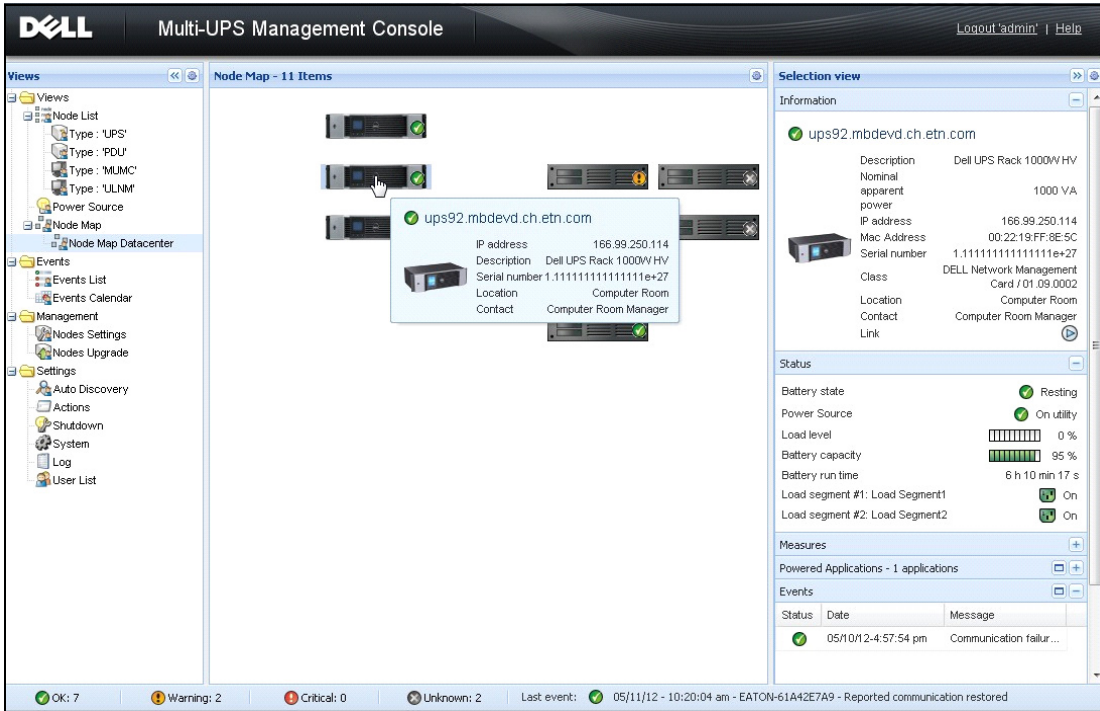 DELL
Multi-UPS Management Console
Logout 'admin' | Help
Views
Views
Node List
Type : 'UPS'
Type : 'PDU'
Type : 'MUMC'
Type : 'ULNM'
Power Source
Node Map
Node Map Datacenter
Events
Events List
Events Calendar
Management
Nodes Settings
Nodes Upgrade
Settings
Auto Discovery
Actions
Shutdown
System
Log
User List
Node Map - 11 Items
ups92.mbdevd.ch.etn.com
IP address 166.99.250.114
Description Dell UPS Rack 1000W HV
Serial number 1.111111111111111e+27
Location Computer Room
Contact Computer Room Manager
Selection view
Information
ups92.mbdevd.ch.etn.com
Description Dell UPS Rack 1000W HV
Nominal
apparent 1000 VA
power
IP address 166.99.250.114
Mac Address 00:22:19:FF:8E:5C
Serial number 1.111111111111111e+27
Class DELL Network Management
Card / 01.09.0002
Location Computer Room
Contact Computer Room Manager
Link
Status
Battery state Resting
Power Source On utility
Load level 0 %
Battery capacity 95 %
Battery run time 6 h 10 min 17 s
Load segment #1: Load Segment1 On
Load segment #2: Load Segment2 On
Measures
Powered Applications - 1 applications
Events
Status Date Message
05/10/12-4:57:54 pm Communication failur...
OK: 7 Warning: 2 Critical: 0 Unknown: 2 Last event: 05/11/12 - 10:20:04 am - EATON-61A42E7A9 - Reported communication restored